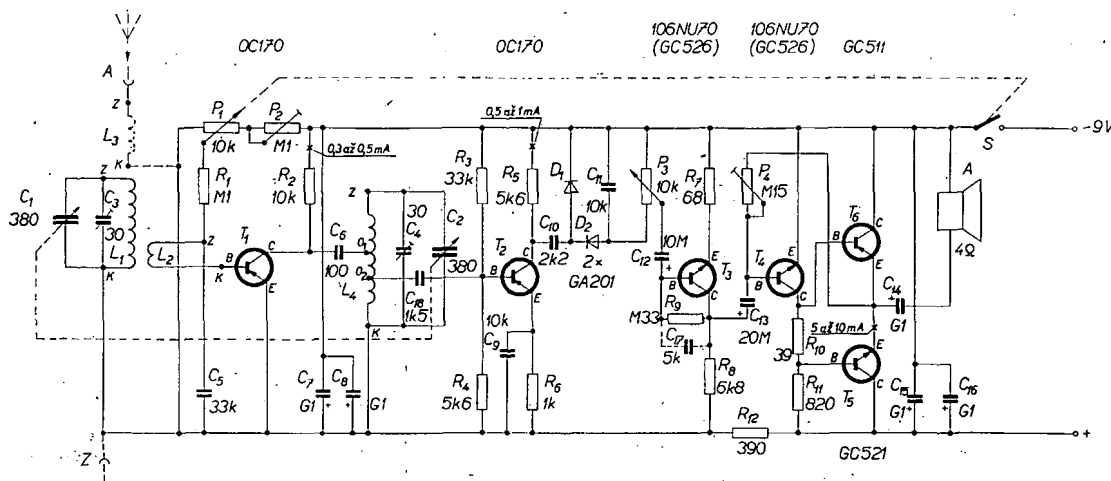 106NU70 106NU70
OC170 OC170 (GC526) (GC526) GC511
A
Z
L3
K
P1
10k
P2
M1
0,3 až 0,5mA
0,5 až 1mA
-9V
S
C1
380
Z
C3
30
L1
K
L2
Z
K
R1
M1
R2
10k
T1
B
C
E
C6
100
Z
O1
O2
L4
K
30
C4
C2
380
C18
1k5
R3
33k
R5
5k6
T2
B
C
E
C10
2k2
D1
D2
2×
GA201
C11
10k
P3
10k
10M
C12
+
R7
68
E
T3
B
C
R9
M33
C17
5k
P4
M15
T4
B
E
C
C13
+
20M
T6
B
C
E
A
4Ω
C14
+
G1
5 až 10mA
R10
39
E
B
C
T5
GC521
C5
33k
C7
G1
+
C8
G1
+
10k
C9
R4
5k6
R6
1k
R8
6k8
R11
820
R12
390
C15
G1
+
C16
G1
+
+
Z